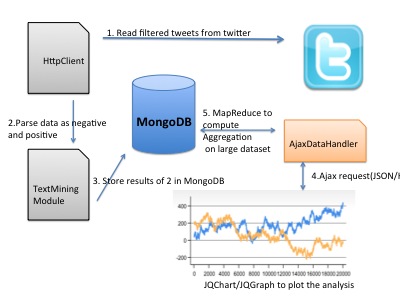 1. Read filtered tweets from twitter
HttpClient
t
2.Parse data as negative
and positive
MongoDB
5. MapReduce to
compute
Aggregation
on large dataset
AjaxDataHandler
TextMining
Module
3. Store results of 2 in MongoDB
4.Ajax request(JSON/
400
200
0
-200
0 2000 4000 6000 8000 10000 12000 14000 16000 18000 20000
JQChart/JQGraph to plot the analysis